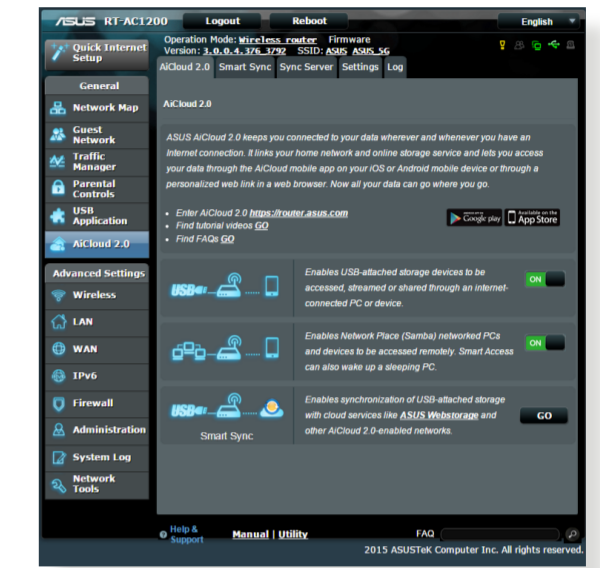 ASUS RT-AC1200 Logout Reboot English
Quick Internet
Setup
Operation Mode: Wireless router Firmware
Version: 3.0.0.4.376_3792 SSID: ASUS ASUS_5G
AiCloud 2.0 Smart Sync Sync Server Settings Log
General
Network Map
Guest
Network
Traffic
Manager
Parental
Controls
USB
Application
AiCloud 2.0
Advanced Settings
Wireless
LAN
WAN
IPv6
Firewall
Administration
System Log
Network
Tools
AiCloud 2.0
ASUS AiCloud 2.0 keeps you connected to your data wherever and whenever you have an
Internet connection. It links your home network and online storage service and lets you access
your data through the AiCloud mobile app on your iOS or Android mobile device or through a
personalized web link in a web browser. Now all your data can go where you go.
• Enter AiCloud 2.0 https://router.asus.com
• Find tutorial videos GO
• Find FAQs GO
Google play
Available on the
App Store
USB
Enables USB-attached storage devices to be
accessed, streamed or shared through an internet-
connected PC or device.
ON
Enables Network Place (Samba) networked PCs
and devices to be accessed remotely. Smart Access
can also wake up a sleeping PC.
ON
USB
Smart Sync
Enables synchronization of USB-attached storage
with cloud services like ASUS Webstorage and
other AiCloud 2.0-enabled networks.
GO
Help &
Support
Manual | Utility
FAQ
2015 ASUSTeK Computer Inc. All rights reserved.